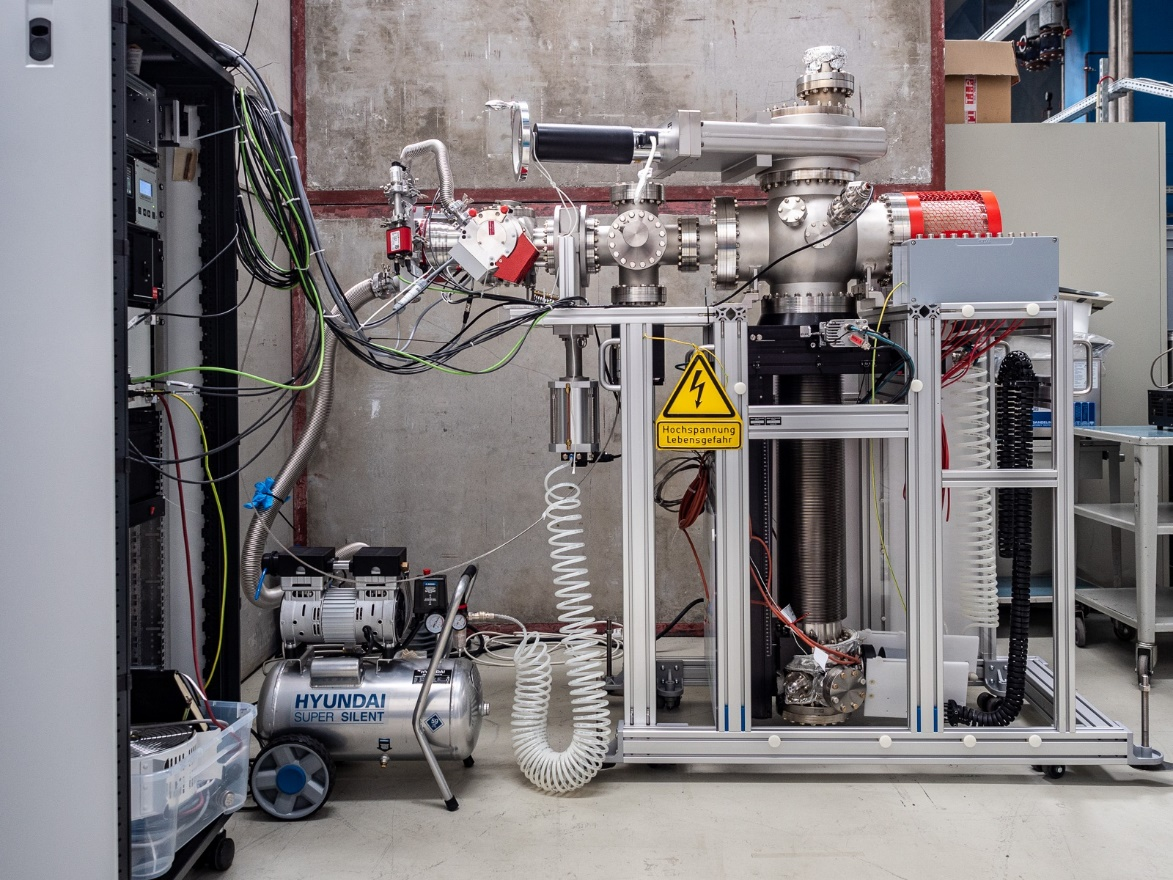 Hochspannung
Lebensgefahr
HYUNDAI
SUPER SILENT